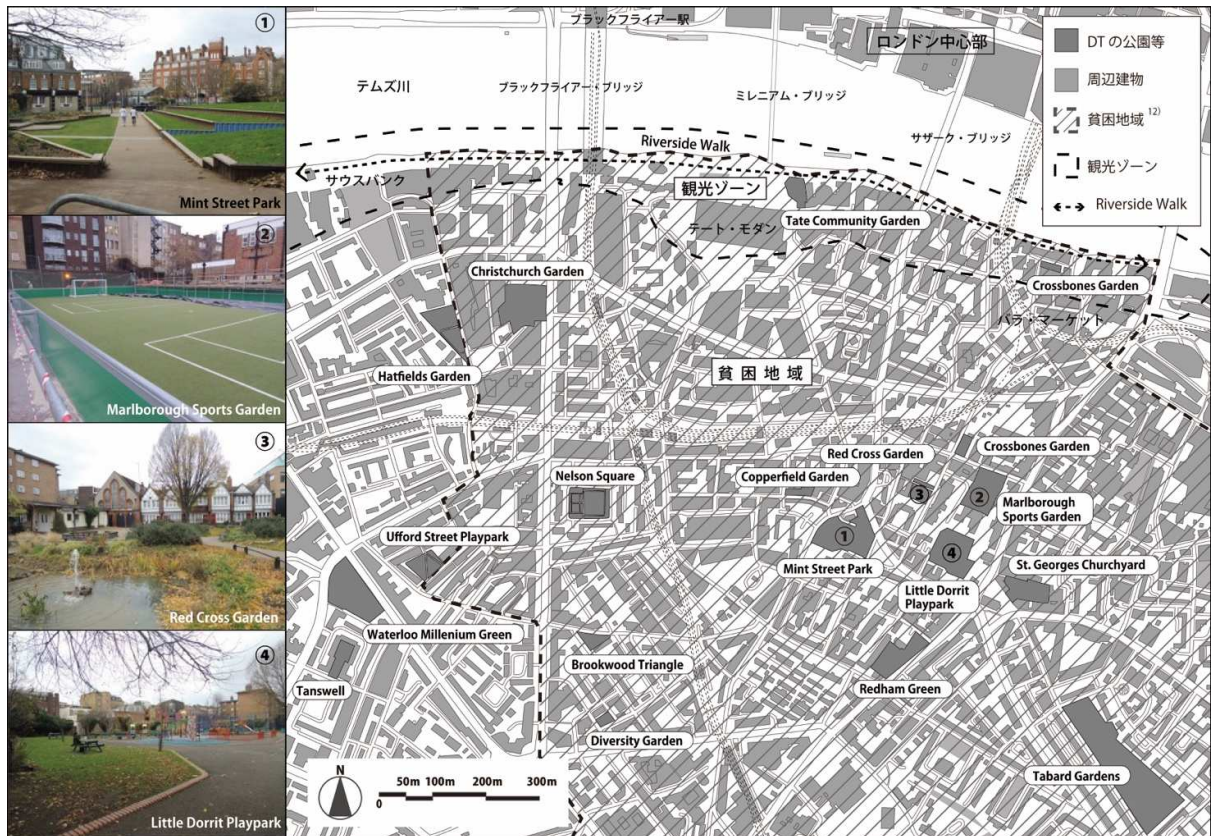 ①
Mint Street Park
②
Marlborough Sports Garden
③
Red Cross Garden
④
Little Dorrit Playpark
ブラックフライアー駅
ロンドン中心部
テムズ川
ブラックフライアー・ブリッジ
ミレニアム・ブリッジ
サザーク・ブリッジ
DTの公園等
周辺建物
貧困地域 12)
観光ゾーン
Riverside Walk
Riverside Walk
サウスバンク
観光ゾーン
テート・モダン
Tate Community Garden
Christchurch Garden
Crossbones Garden
バラ・マーケット
貧困地域
Hatfields Garden
Red Cross Garden
Crossbones Garden
Nelson Square
Copperfield Garden
③
②
Marlborough
Sports Garden
①
④
Ufford Street Playpark
Mint Street Park
St. Georges Churchyard
Little Dorrit
Playpark
Waterloo Millenium Green
Brookwood Triangle
Tanswell
Redham Green
Diversity Garden
Tabard Gardens
N
50m 100m 200m 300m
0